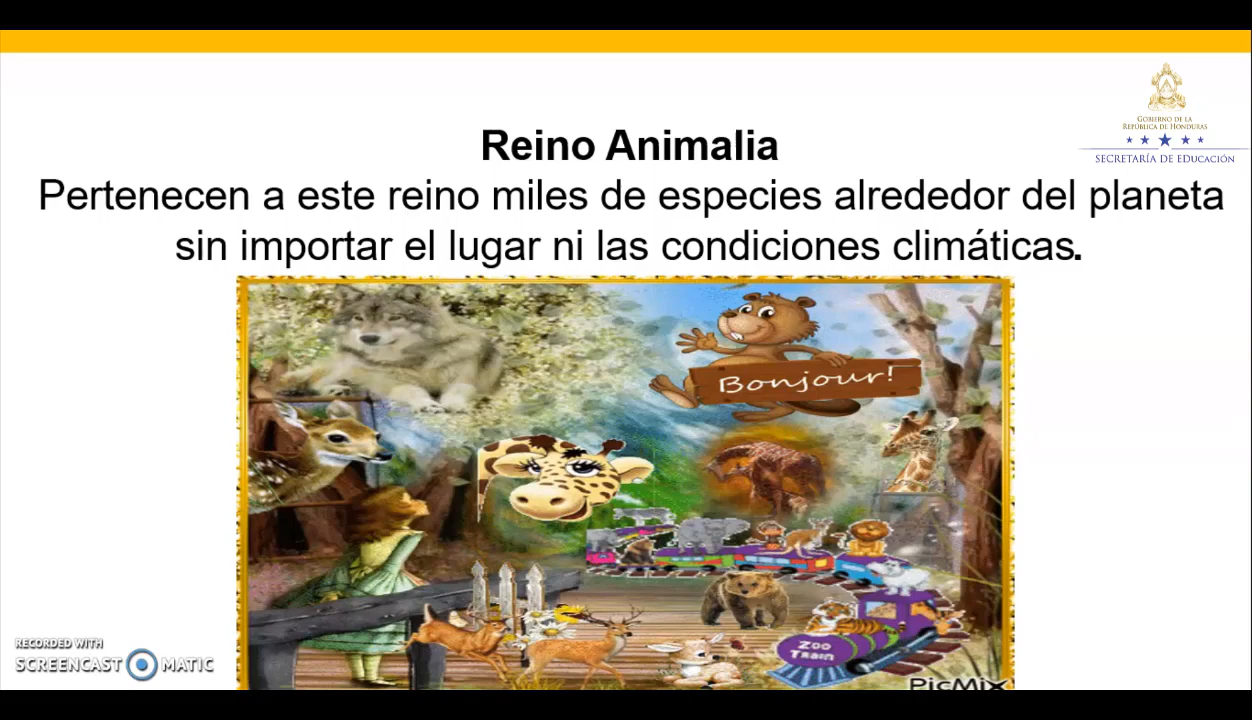 GOBIERNO DE LA
REPÚBLICA DE HONDURAS
SECRETARÍA DE EDUCACIÓN
Reino Animalia
Pertenecen a este reino miles de especies alrededor del planeta
sin importar el lugar ni las condiciones climáticas.
Bonjour!
ZOO
Train
RECORDED WITH
SCREENCAST MATIC
PicMix